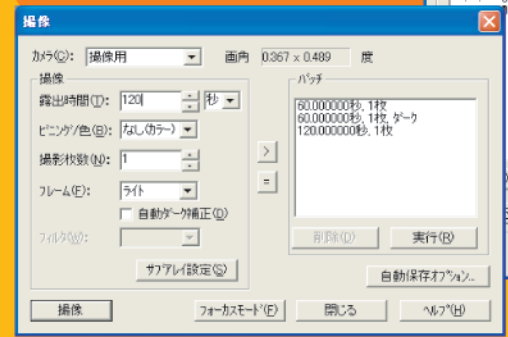 撮像
カメラ(C): 撮像用 画角 0.367 x 0.489 度
撮像
露出時間(T): 120 秒
ビニング/色(B): なし(カラー)
撮影枚数(N): 1
フレーム(F): ライト
自動ダーク補正(D)
フィルタ(W):
サブアレイ設定(S)
>
=
バッチ
60.000000秒, 1枚
60.000000秒, 1枚, ダーク
120.000000秒, 1枚
削除(D) 実行(R)
自動保存オプション..
撮像 フォーカスモード(F) 閉じる ヘルプ(H)